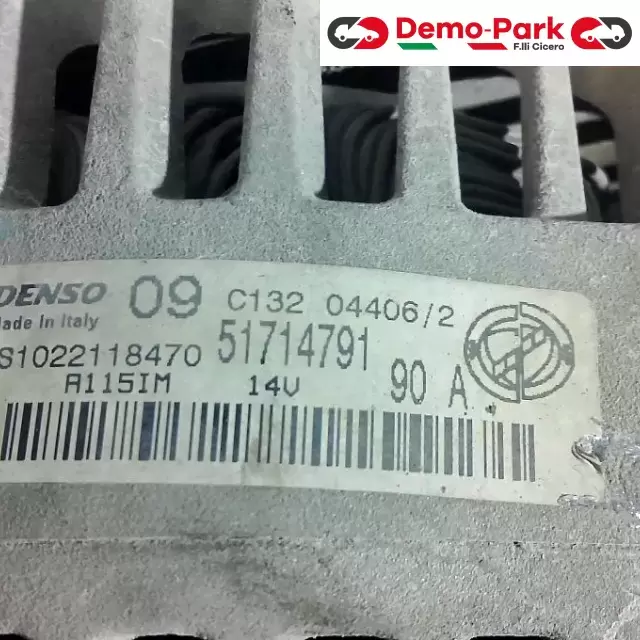 Demo-Park
F.lli Cicero
DENSO 09 C132 04406/2
Made in Italy
S1022118470 51714791 90 A
A115IM 14V